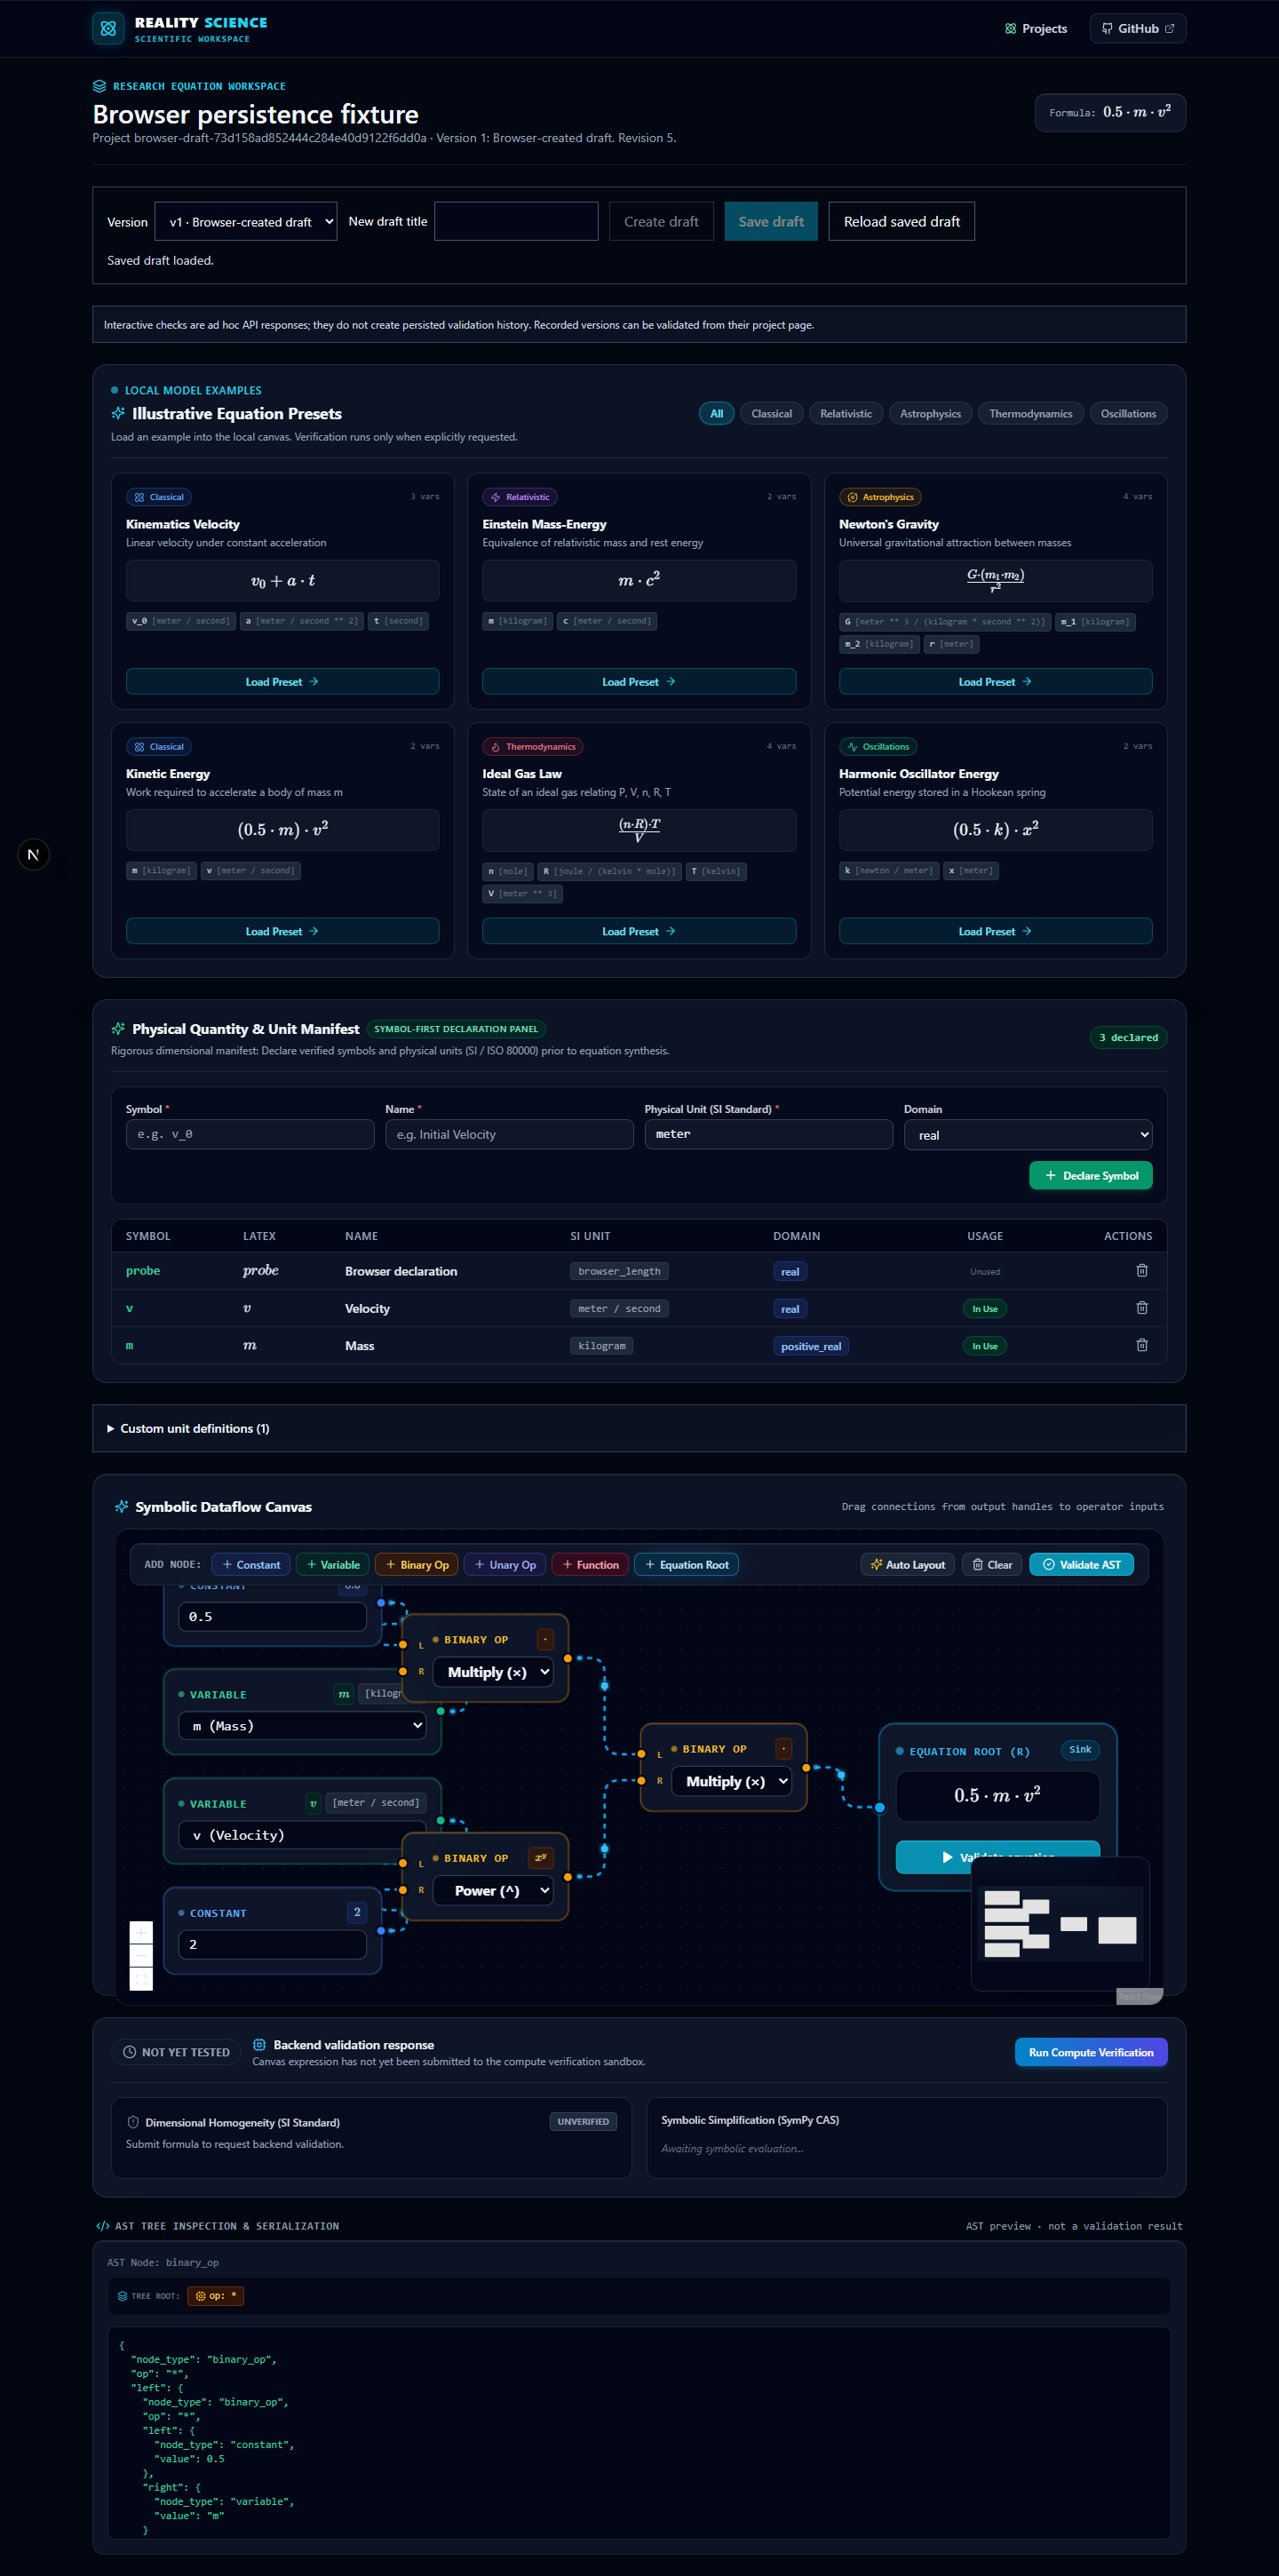 REALITY SCIENCE
SCIENTIFIC WORKSPACE
Projects
GitHub
RESEARCH EQUATION WORKSPACE
Browser persistence fixture
Project browser-draft-73d158ad852444c284e40d9122f6dd0a · Version 1: Browser-created draft. Revision 5.
Formula: 0.5 · m · v²
Version v1 · Browser-created draft New draft title Create draft Save draft Reload saved draft
Saved draft loaded.
Interactive checks are ad hoc API responses; they do not create persisted validation history. Recorded versions can be validated from their project page.
LOCAL MODEL EXAMPLES
Illustrative Equation Presets
Load an example into the local canvas. Verification runs only when explicitly requested.
All Classical Relativistic Astrophysics Thermodynamics Oscillations
Classical 3 vars
Kinematics Velocity
Linear velocity under constant acceleration
v₀ + a · t
v_0 [meter / second] a [meter / second ** 2] t [second]
Load Preset →
Relativistic 2 vars
Einstein Mass-Energy
Equivalence of relativistic mass and rest energy
m · c²
m [kilogram] c [meter / second]
Load Preset →
Astrophysics 4 vars
Newton's Gravity
Universal gravitational attraction between masses
G·(m₁·m₂)
r²
G [meter ** 3 / (kilogram * second ** 2)] m_1 [kilogram]
m_2 [kilogram] r [meter]
Load Preset →
Classical 2 vars
Kinetic Energy
Work required to accelerate a body of mass m
(0.5 · m) · v²
m [kilogram] v [meter / second]
Load Preset →
Thermodynamics 4 vars
Ideal Gas Law
State of an ideal gas relating P, V, n, R, T
(n·R)·T
V
n [mole] R [joule / (kelvin * mole)] T [kelvin]
V [meter ** 3]
Load Preset →
Oscillations 2 vars
Harmonic Oscillator Energy
Potential energy stored in a Hookean spring
(0.5 · k) · x²
k [newton / meter] x [meter]
Load Preset →
N
Physical Quantity & Unit Manifest SYMBOL-FIRST DECLARATION PANEL
Rigorous dimensional manifest: Declare verified symbols and physical units (SI / ISO 80000) prior to equation synthesis.
3 declared
Symbol * Name * Physical Unit (SI Standard) * Domain
e.g. v_0 e.g. Initial Velocity meter real
+ Declare Symbol
SYMBOL LATEX NAME SI UNIT DOMAIN USAGE ACTIONS
probe probe Browser declaration browser_length real Unused
v v Velocity meter / second real In Use
m m Mass kilogram positive_real In Use
▶ Custom unit definitions (1)
Symbolic Dataflow Canvas
Drag connections from output handles to operator inputs
ADD NODE: + Constant + Variable + Binary Op + Unary Op + Function + Equation Root Auto Layout Clear Validate AST
CONSTANT
0.5
L BINARY OP ·
R Multiply (×)
VARIABLE m [kilogr
m (Mass)
L BINARY OP ·
R Multiply (×)
EQUATION ROOT (R) Sink
0.5 · m · v²
▶ Validate equation
VARIABLE v [meter / second]
v (Velocity)
L BINARY OP xʸ
R Power (^)
CONSTANT 2
2
React Flow
NOT YET TESTED
Backend validation response
Canvas expression has not yet been submitted to the compute verification sandbox.
Run Compute Verification
Dimensional Homogeneity (SI Standard) UNVERIFIED
Submit formula to request backend validation.
Symbolic Simplification (SymPy CAS)
Awaiting symbolic evaluation...
AST TREE INSPECTION & SERIALIZATION
AST preview · not a validation result
AST Node: binary_op
TREE ROOT: op: *
{
"node_type": "binary_op",
"op": "*",
"left": {
"node_type": "binary_op",
"op": "*",
"left": {
"node_type": "constant",
"value": 0.5
},
"right": {
"node_type": "variable",
"value": "m"
}